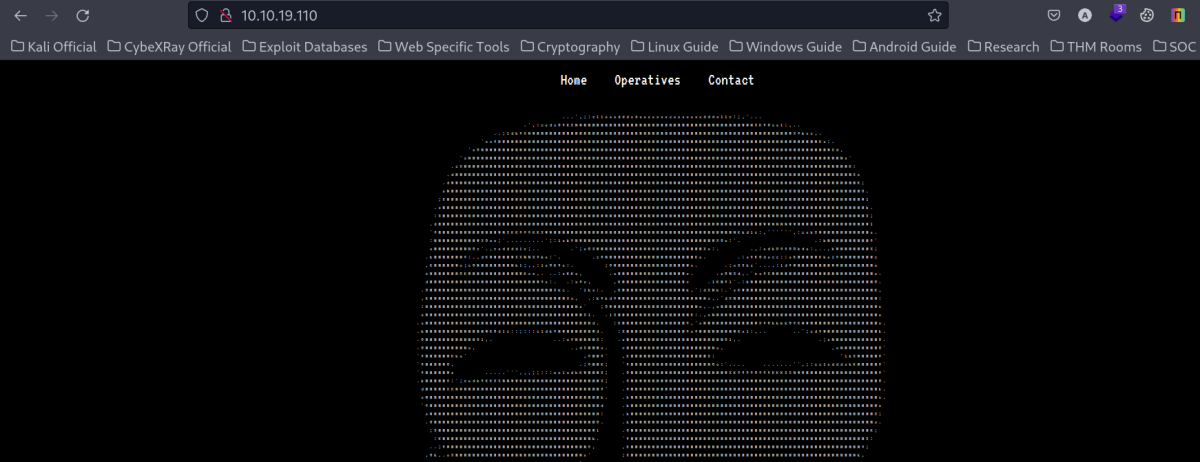 10.10.19.110
3
Kali Official CybeXRay Official Exploit Databases Web Specific Tools Cryptography Linux Guide Windows Guide Android Guide Research THM Rooms SOC
Home Operatives Contact